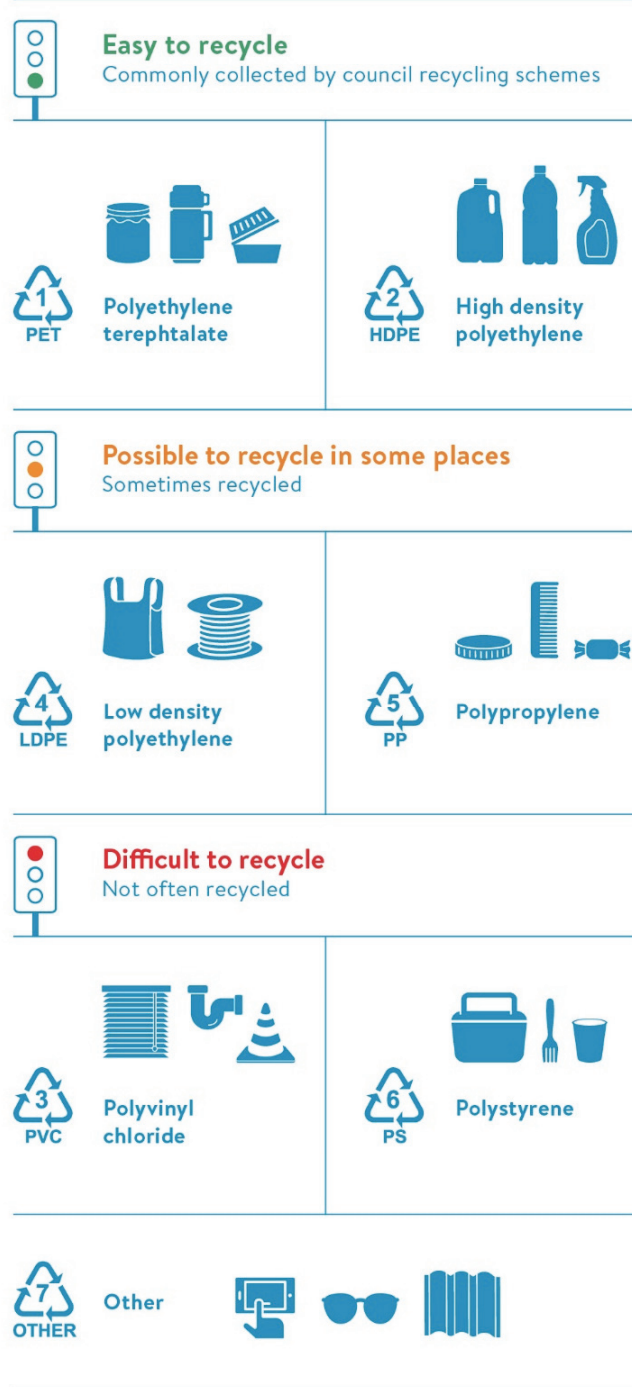 Easy to recycle
Commonly collected by council recycling schemes
1
PET
Polyethylene
terephtalate
2
HDPE
High density
polyethylene
Possible to recycle in some places
Sometimes recycled
4
LDPE
Low density
polyethylene
5
PP
Polypropylene
Difficult to recycle
Not often recycled
3
PVC
Polyvinyl
chloride
6
PS
Polystyrene
7
OTHER
Other